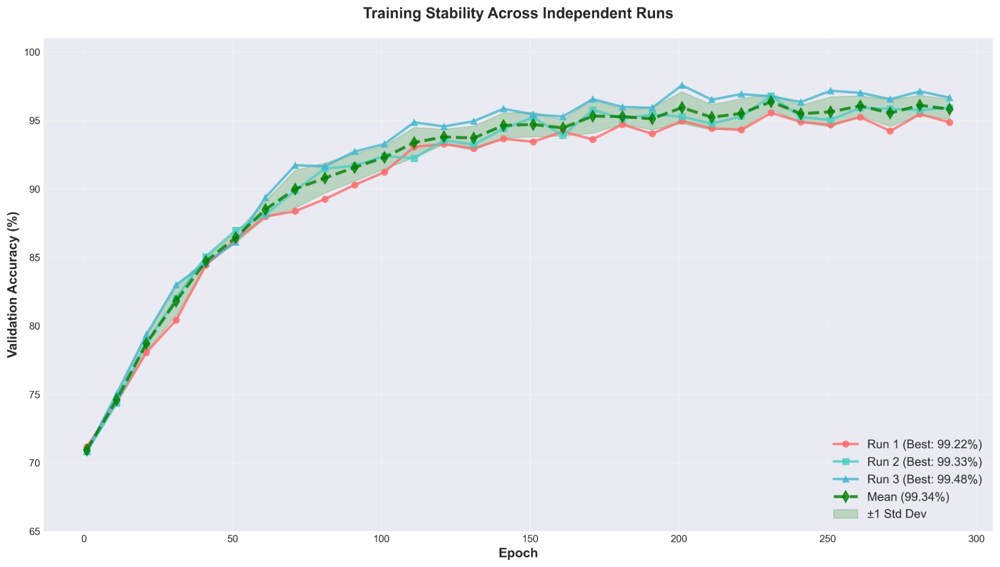 Training Stability Across Independent Runs
Validation Accuracy (%)
100
95
90
85
80
75
70
65
0
50
100
150
200
250
300
Epoch
Run 1 (Best: 99.22%)
Run 2 (Best: 99.33%)
Run 3 (Best: 99.48%)
Mean (99.34%)
±1 Std Dev